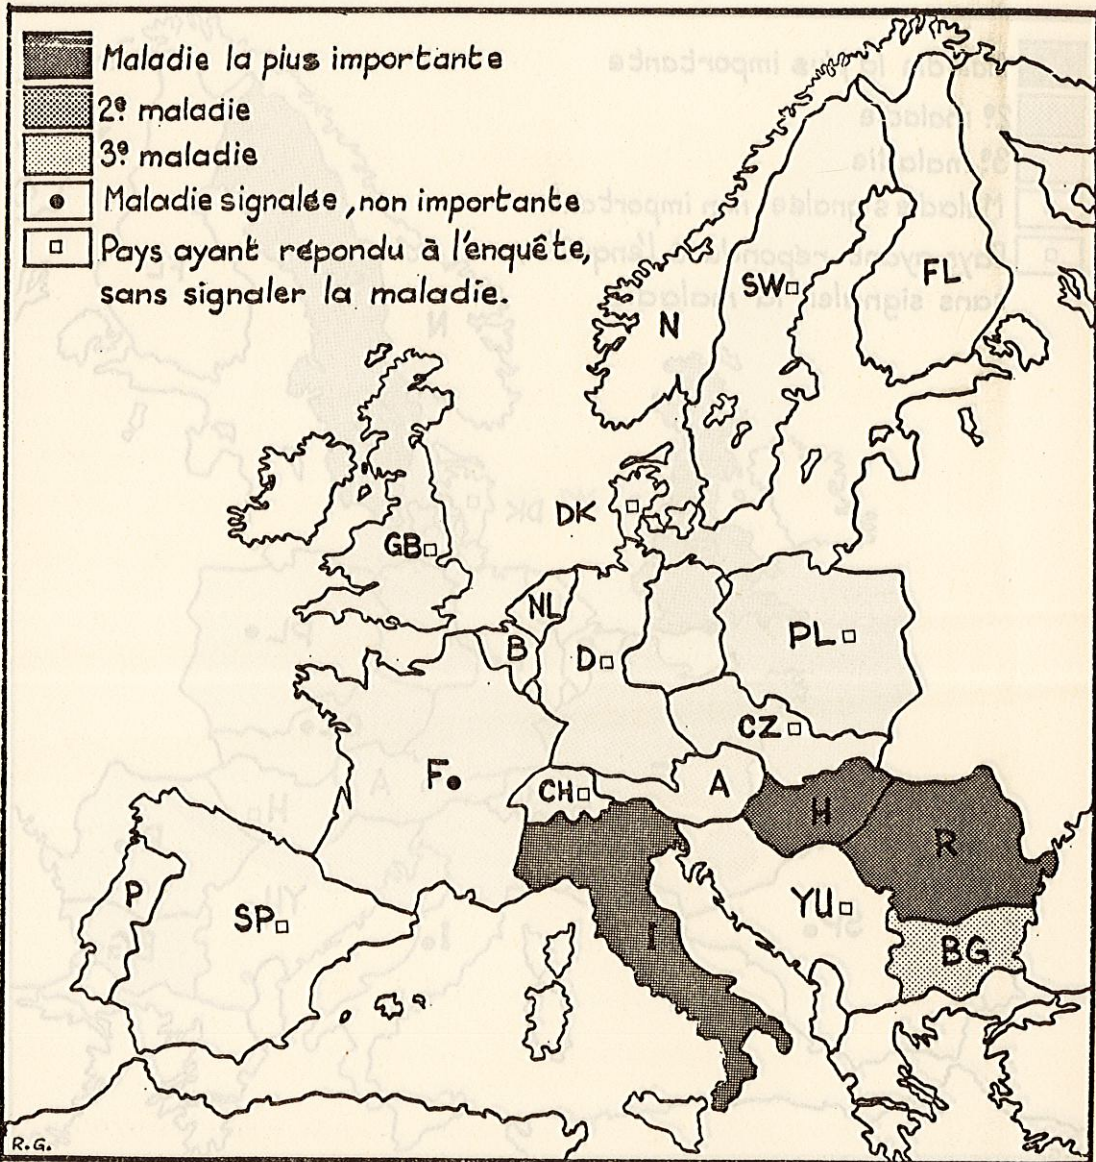 Maladie la plus importante
2e maladie
3e maladie
Maladie signalée, non importante
Pays ayant répondu à l'enquête,
sans signaler la maladie.
N
SW
FL
DK
GB
NL
B
D
PL
CZ
F
CH
A
H
R
P
SP
I
YU
BG
R.G.